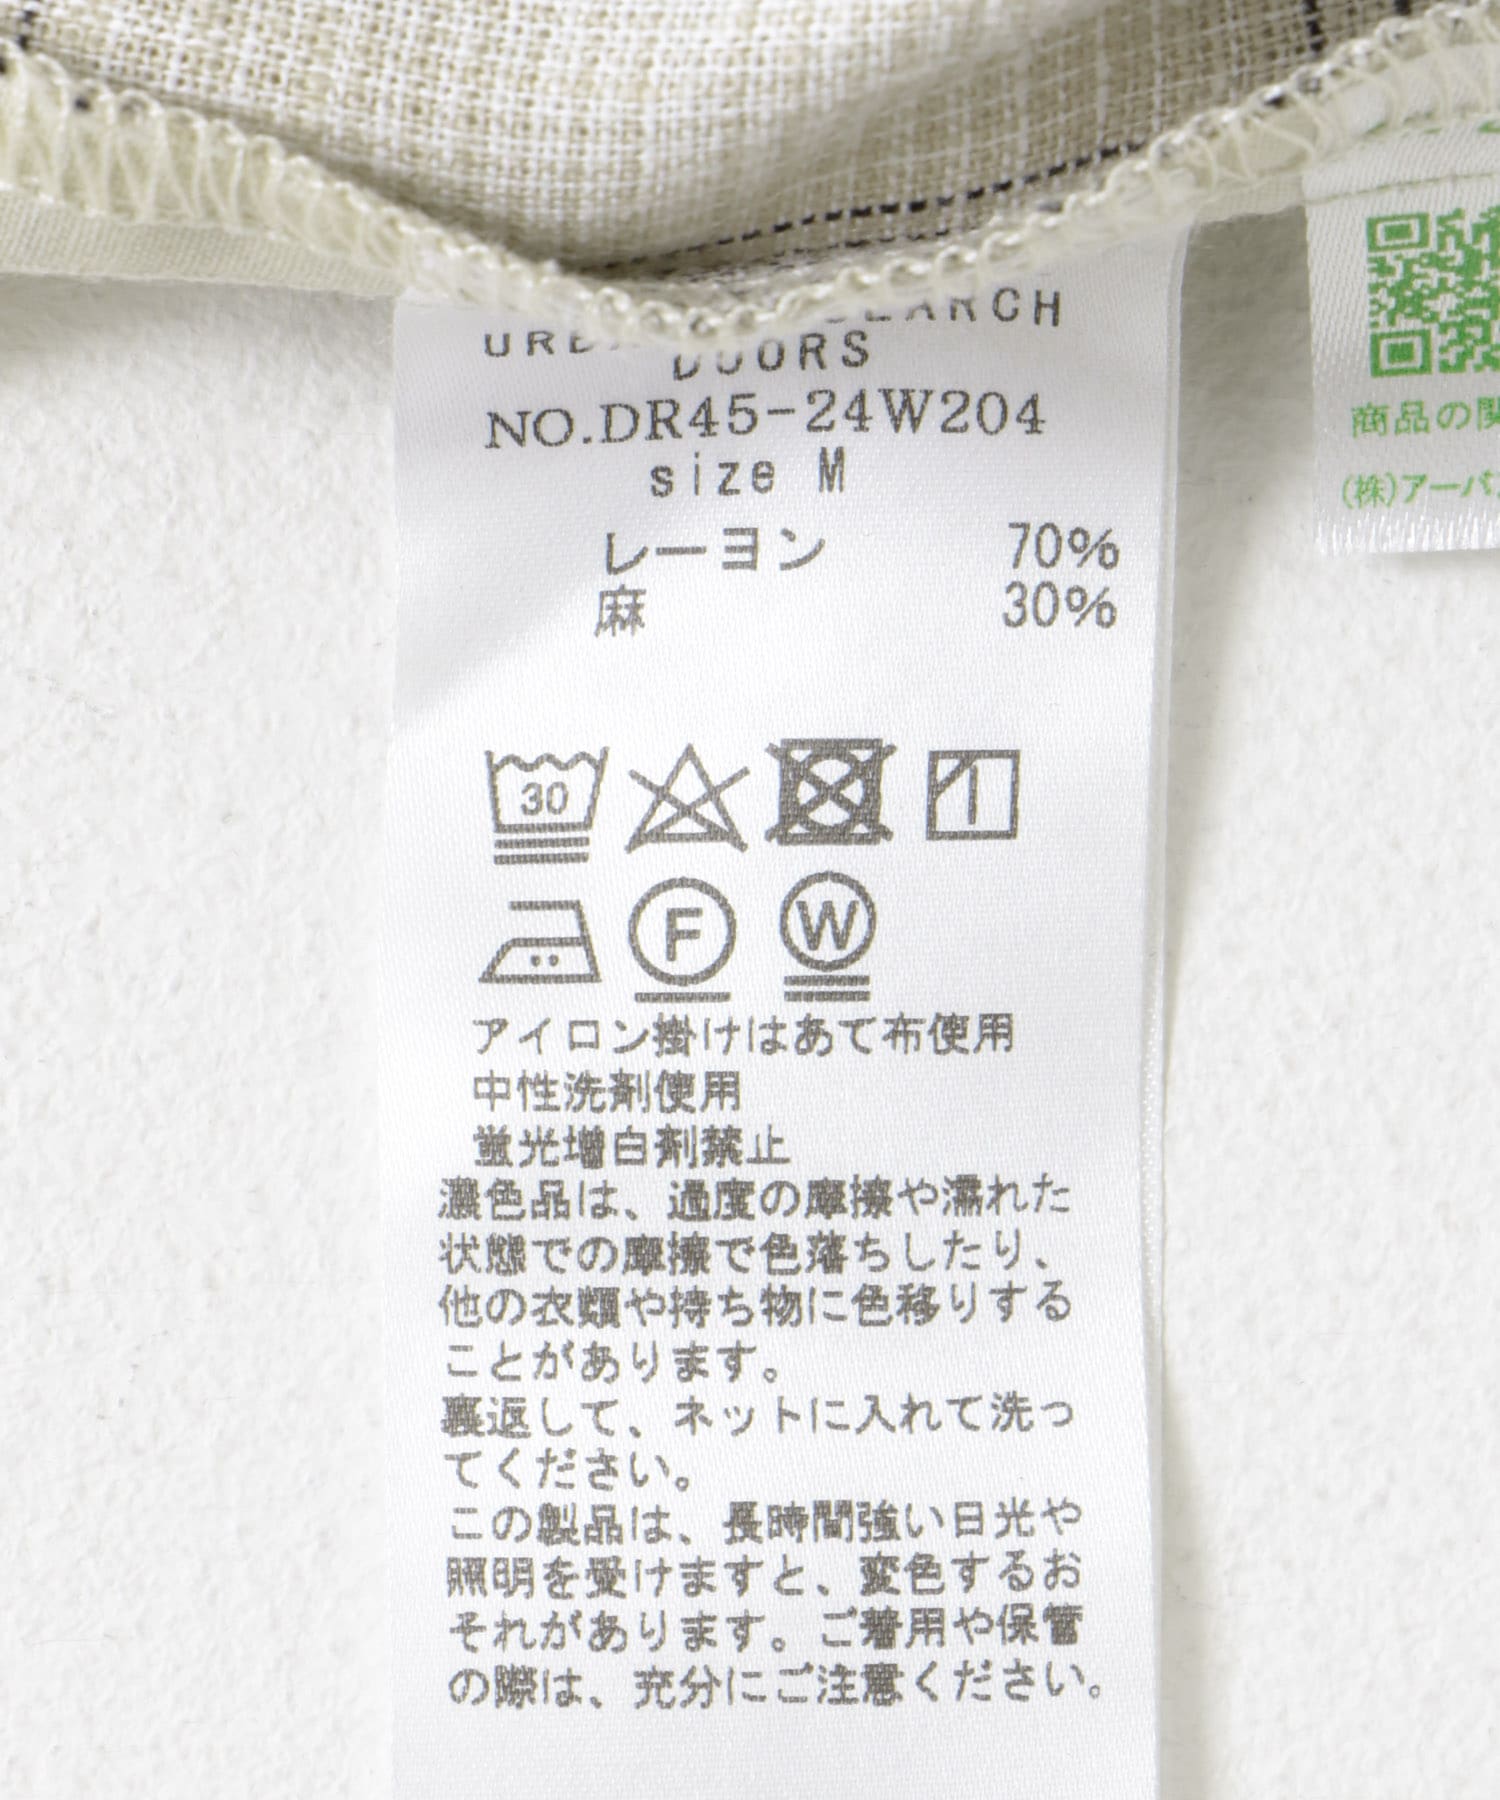 DOORS
NO.DR45-24W204
size M
レーヨン 70%
麻 30%
30
F
W
アイロン掛けはあて布使用
中性洗剤使用
蛍光増白剤禁止
濃色品は、過度の摩擦や濡れた
状態での摩擦で色落ちしたり、
他の衣類や持ち物に色移りする
ことがあります。
裏返して、ネットに入れて洗っ
てください。
この製品は、長時間強い日光や
照明を受けますと、変色するお
それがあります。ご着用や保管
の際は、充分にご注意ください。
商品の関
(株)アーバ